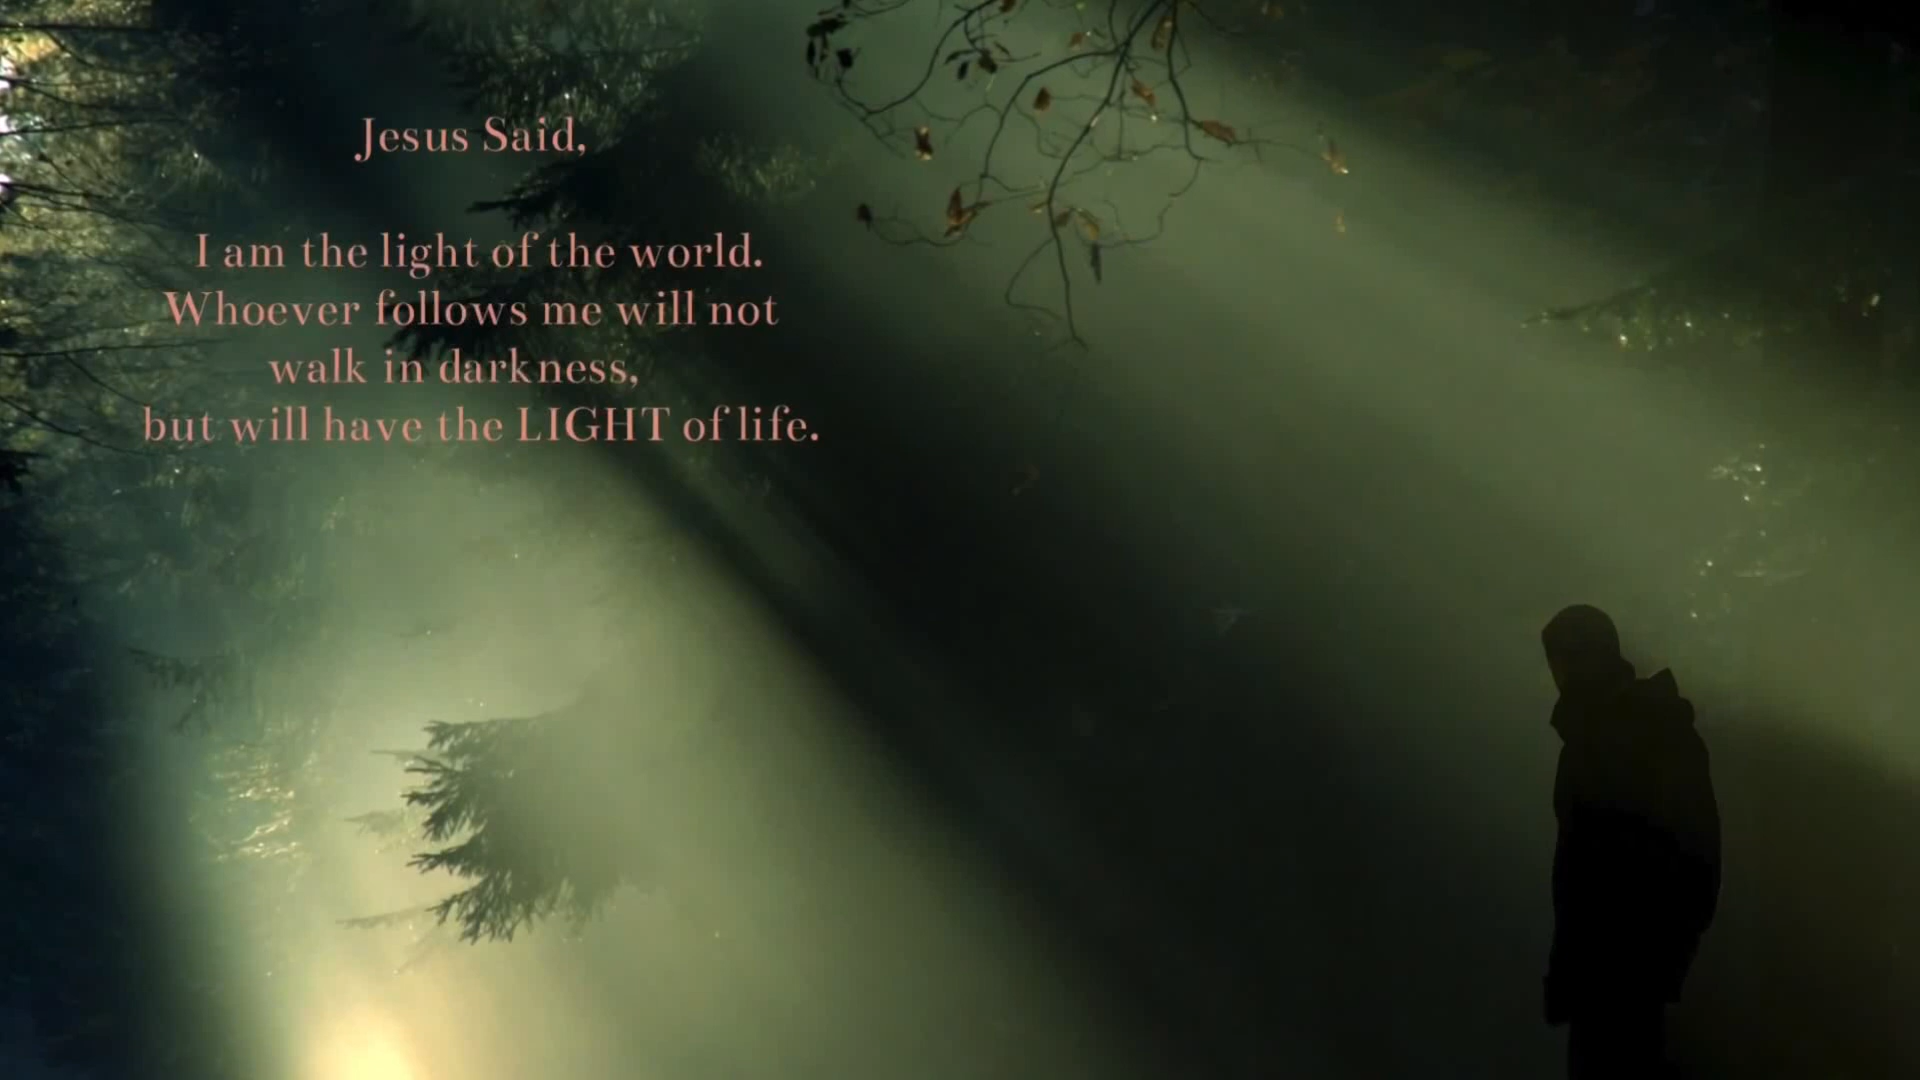 Jesus Said,
I am the light of the world.
Whoever follows me will not
walk in darkness,
but will have the LIGHT of life.